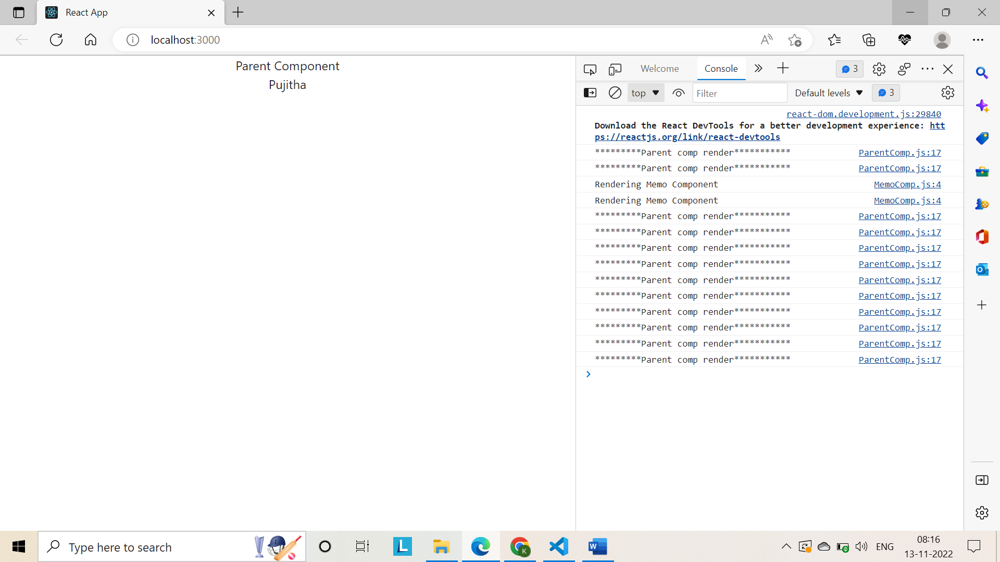 React App
localhost:3000
Parent Component
Pujitha
Welcome
Console
3
top
Filter
Default levels
3
react-dom.development.js:29840
Download the React DevTools for a better development experience: htt
ps://reactjs.org/link/react-devtools
*********Parent comp render*********** ParentComp.js:17
*********Parent comp render*********** ParentComp.js:17
Rendering Memo Component MemoComp.js:4
Rendering Memo Component MemoComp.js:4
*********Parent comp render*********** ParentComp.js:17
*********Parent comp render*********** ParentComp.js:17
*********Parent comp render*********** ParentComp.js:17
*********Parent comp render*********** ParentComp.js:17
*********Parent comp render*********** ParentComp.js:17
*********Parent comp render*********** ParentComp.js:17
*********Parent comp render*********** ParentComp.js:17
*********Parent comp render*********** ParentComp.js:17
*********Parent comp render*********** ParentComp.js:17
*********Parent comp render*********** ParentComp.js:17
Type here to search
L
K
W
ENG
08:16
13-11-2022